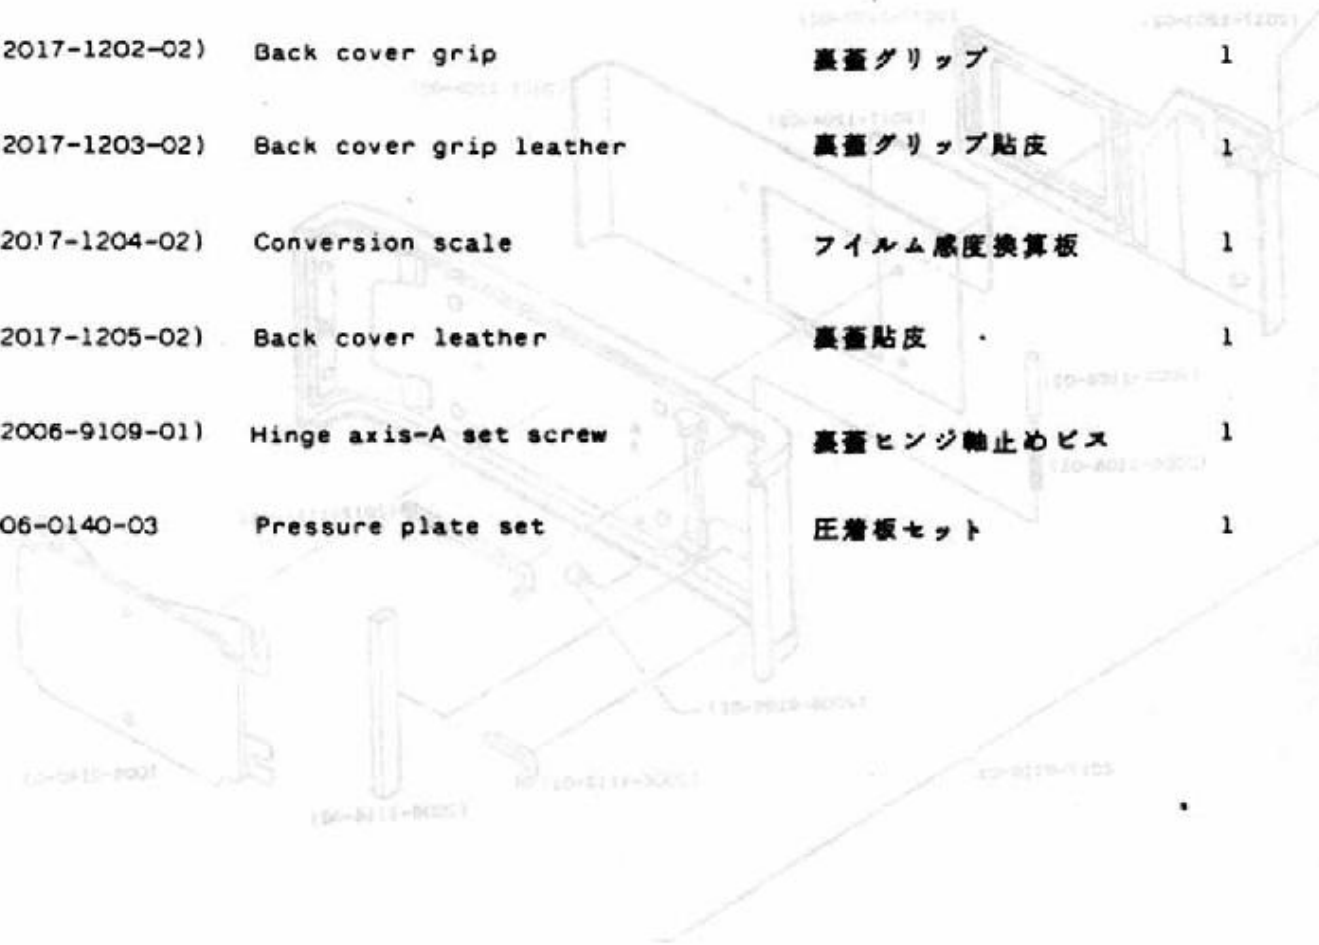 2017-1202-02) Back cover grip 裏蓋グリップ 1
2017-1203-02) Back cover grip leather 裏蓋グリップ貼皮 1
2017-1204-02) Conversion scale フイルム感度換算板 1
2017-1205-02) Back cover leather 裏蓋貼皮 1
2006-9109-01) Hinge axis-A set screw 裏蓋ヒンジ軸止めビス 1
06-0140-03 Pressure plate set 圧着板セット 1